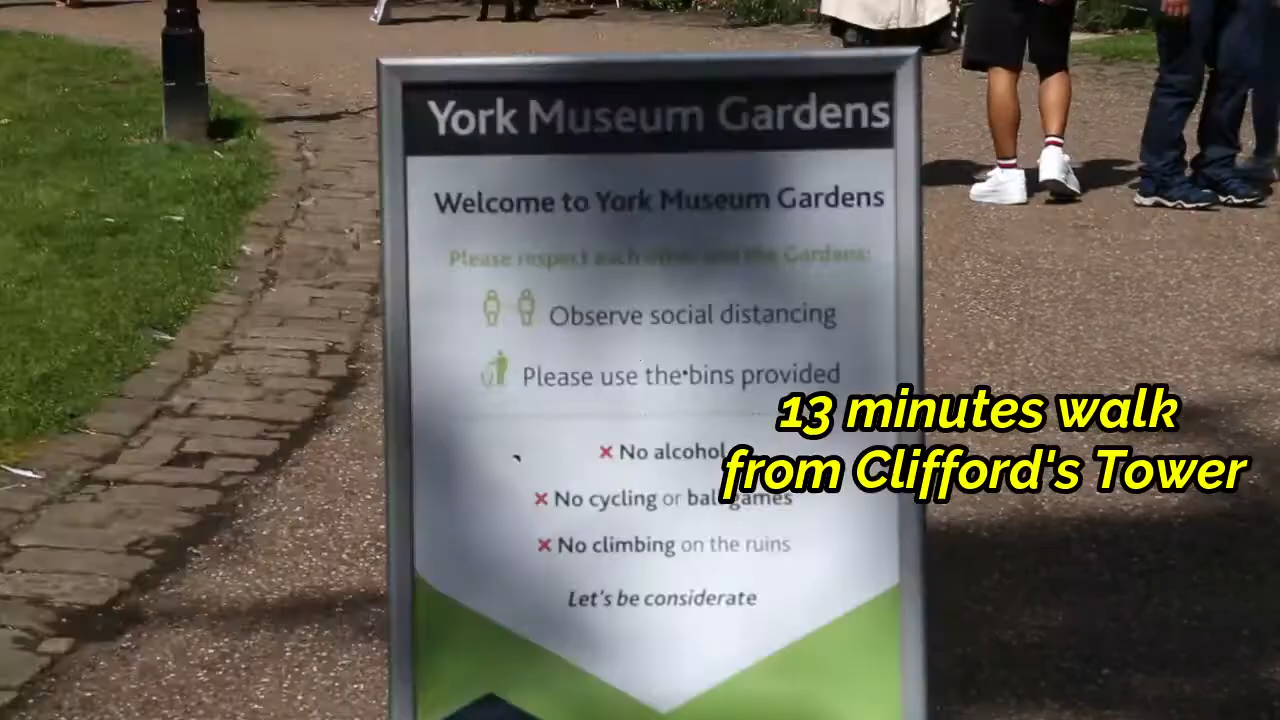 York Museum Gardens
Welcome to York Museum Gardens
Please respect each other and the Gardens:
Observe social distancing
Please use the bins provided
No alcohol
No cycling or ball games
No climbing on the ruins
Let's be considerate
13 minutes walk
from Clifford's Tower